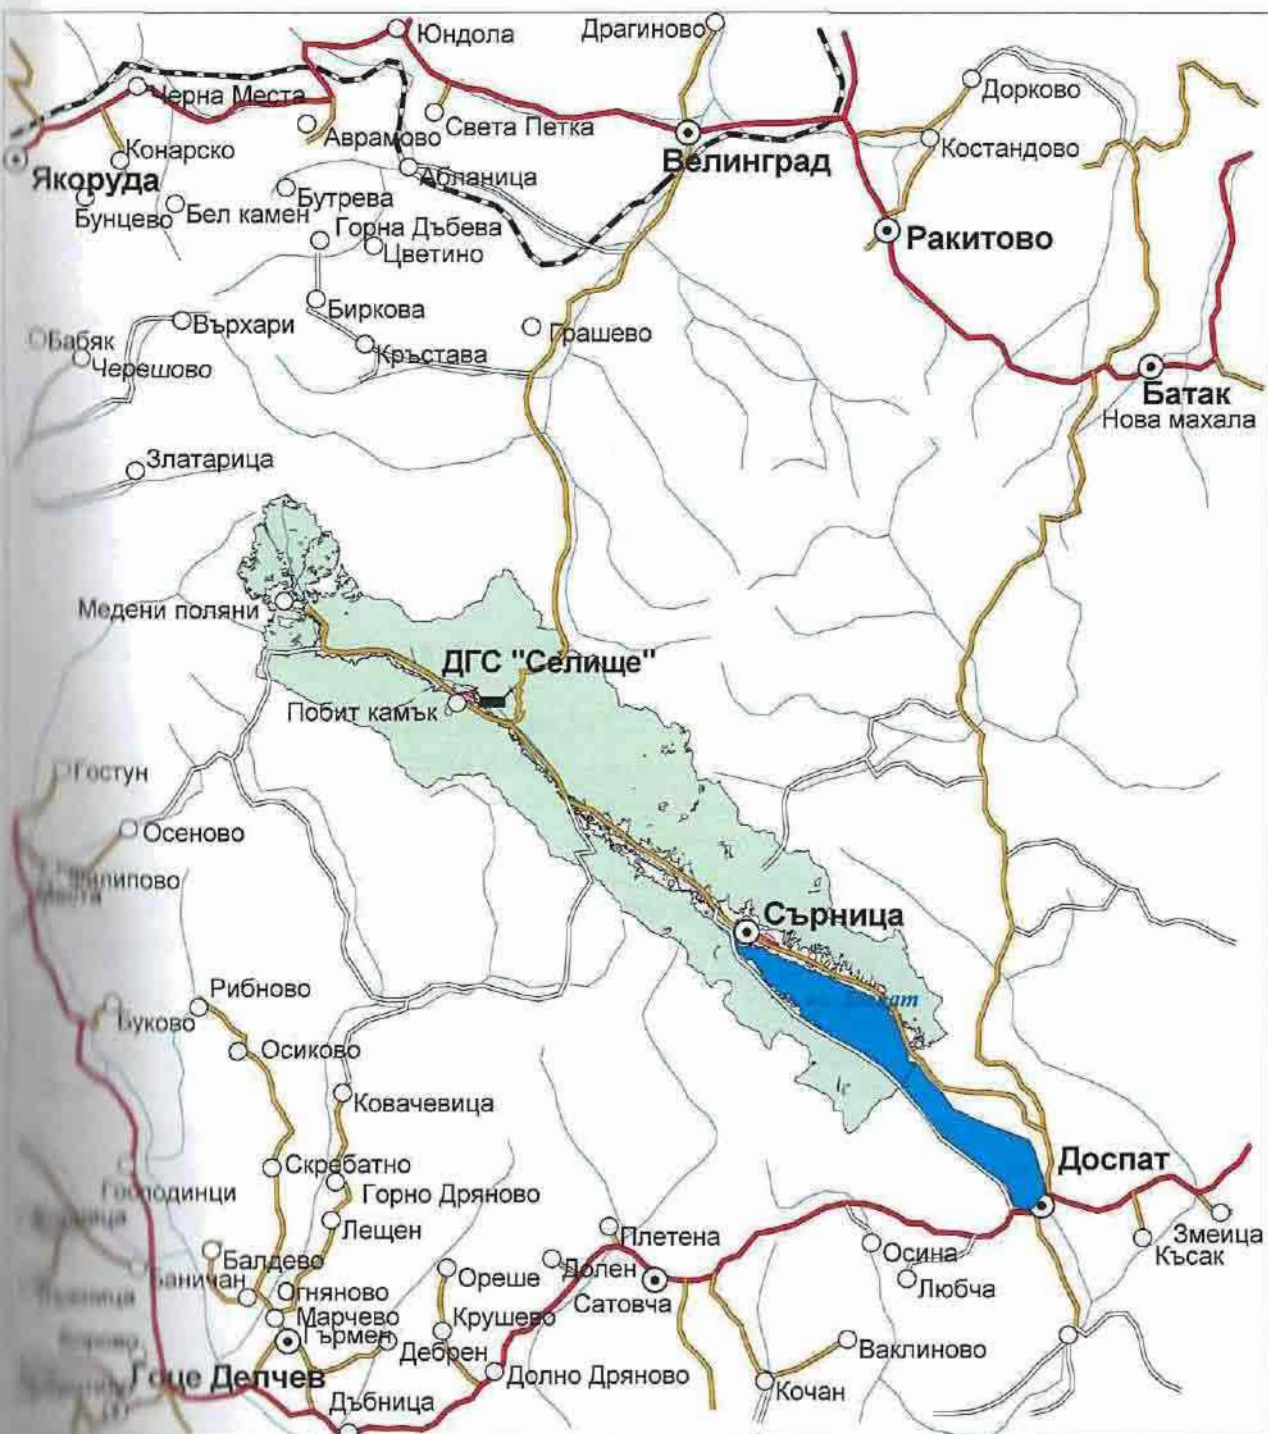 Юндола
Драгиново
Дорково
Черна Места
Аврамово
Света Петка
Велинград
Костандово
Конарско
Якоруда
Абланица
Бутрева
Бунцево
Бел камен
Горна Дъбева
Цветино
Ракитово
Биркова
Върхари
Грашево
Бабяк
Кръстава
Черешово
Батак
Нова махала
Златарица
Медени поляни
ДГС "Селище"
Побит камък
Гостун
Осеново
Филипово
Места
Сърница
Рибново
Буково
Осиково
Ковачевица
Скребатно
Доспат
Горно Дряново
Господинци
Лещен
Плетена
Змеица
Късак
Осина
Балдево
Баничан
Ореше
Долен
Любча
Огняново
Сатовча
Марчево
Крушево
Гърмен
Дебрен
Ваклиново
Гоце Делчев
Долно Дряново
Кочан
Дъбница